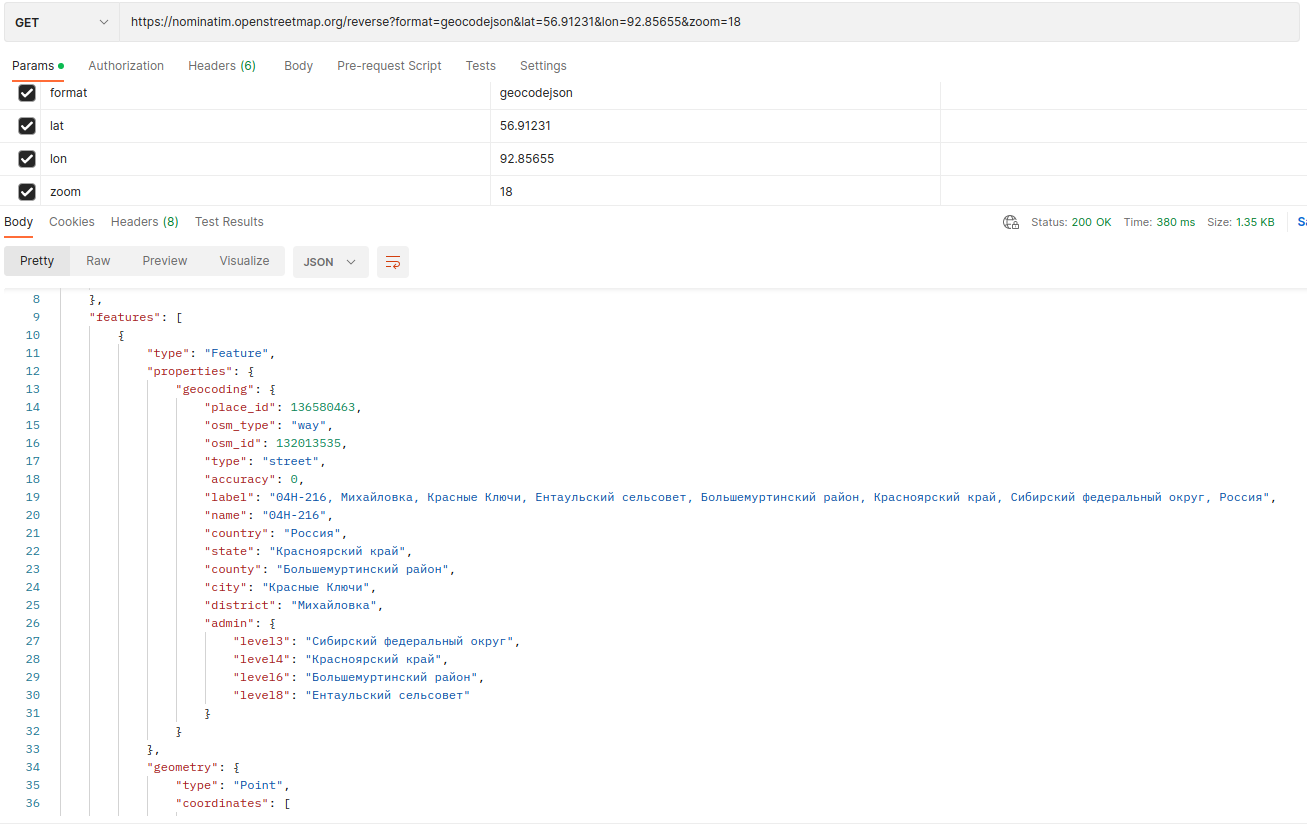 GET https://nominatim.openstreetmap.org/reverse?format=geocodejson&lat=56.91231&lon=92.85655&zoom=18
Params Authorization Headers (6) Body Pre-request Script Tests Settings
format geocodejson
lat 56.91231
lon 92.85655
zoom 18
Body Cookies Headers (8) Test Results Status: 200 OK Time: 380 ms Size: 1.35 KB Sa
Pretty Raw Preview Visualize JSON
8 },
9 "features": [
10 {
11 "type": "Feature",
12 "properties": {
13 "geocoding": {
14 "place_id": 136580463,
15 "osm_type": "way",
16 "osm_id": 132013535,
17 "type": "street",
18 "accuracy": 0,
19 "label": "04Н-216, Михайловка, Красные Ключи, Ентаульский сельсовет, Большемуртинский район, Красноярский край, Сибирский федеральный округ, Россия",
20 "name": "04Н-216",
21 "country": "Россия",
22 "state": "Красноярский край",
23 "county": "Большемуртинский район",
24 "city": "Красные Ключи",
25 "district": "Михайловка",
26 "admin": {
27 "level3": "Сибирский федеральный округ",
28 "level4": "Красноярский край",
29 "level6": "Большемуртинский район",
30 "level8": "Ентаульский сельсовет"
31 }
32 }
33 },
34 "geometry": {
35 "type": "Point",
36 "coordinates": [